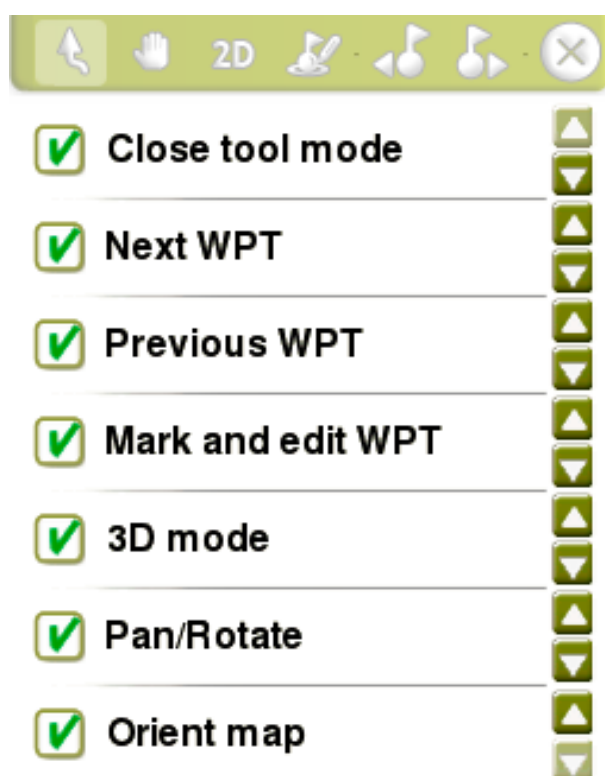 2D
Close tool mode
Next WPT
Previous WPT
Mark and edit WPT
3D mode
Pan/Rotate
Orient map